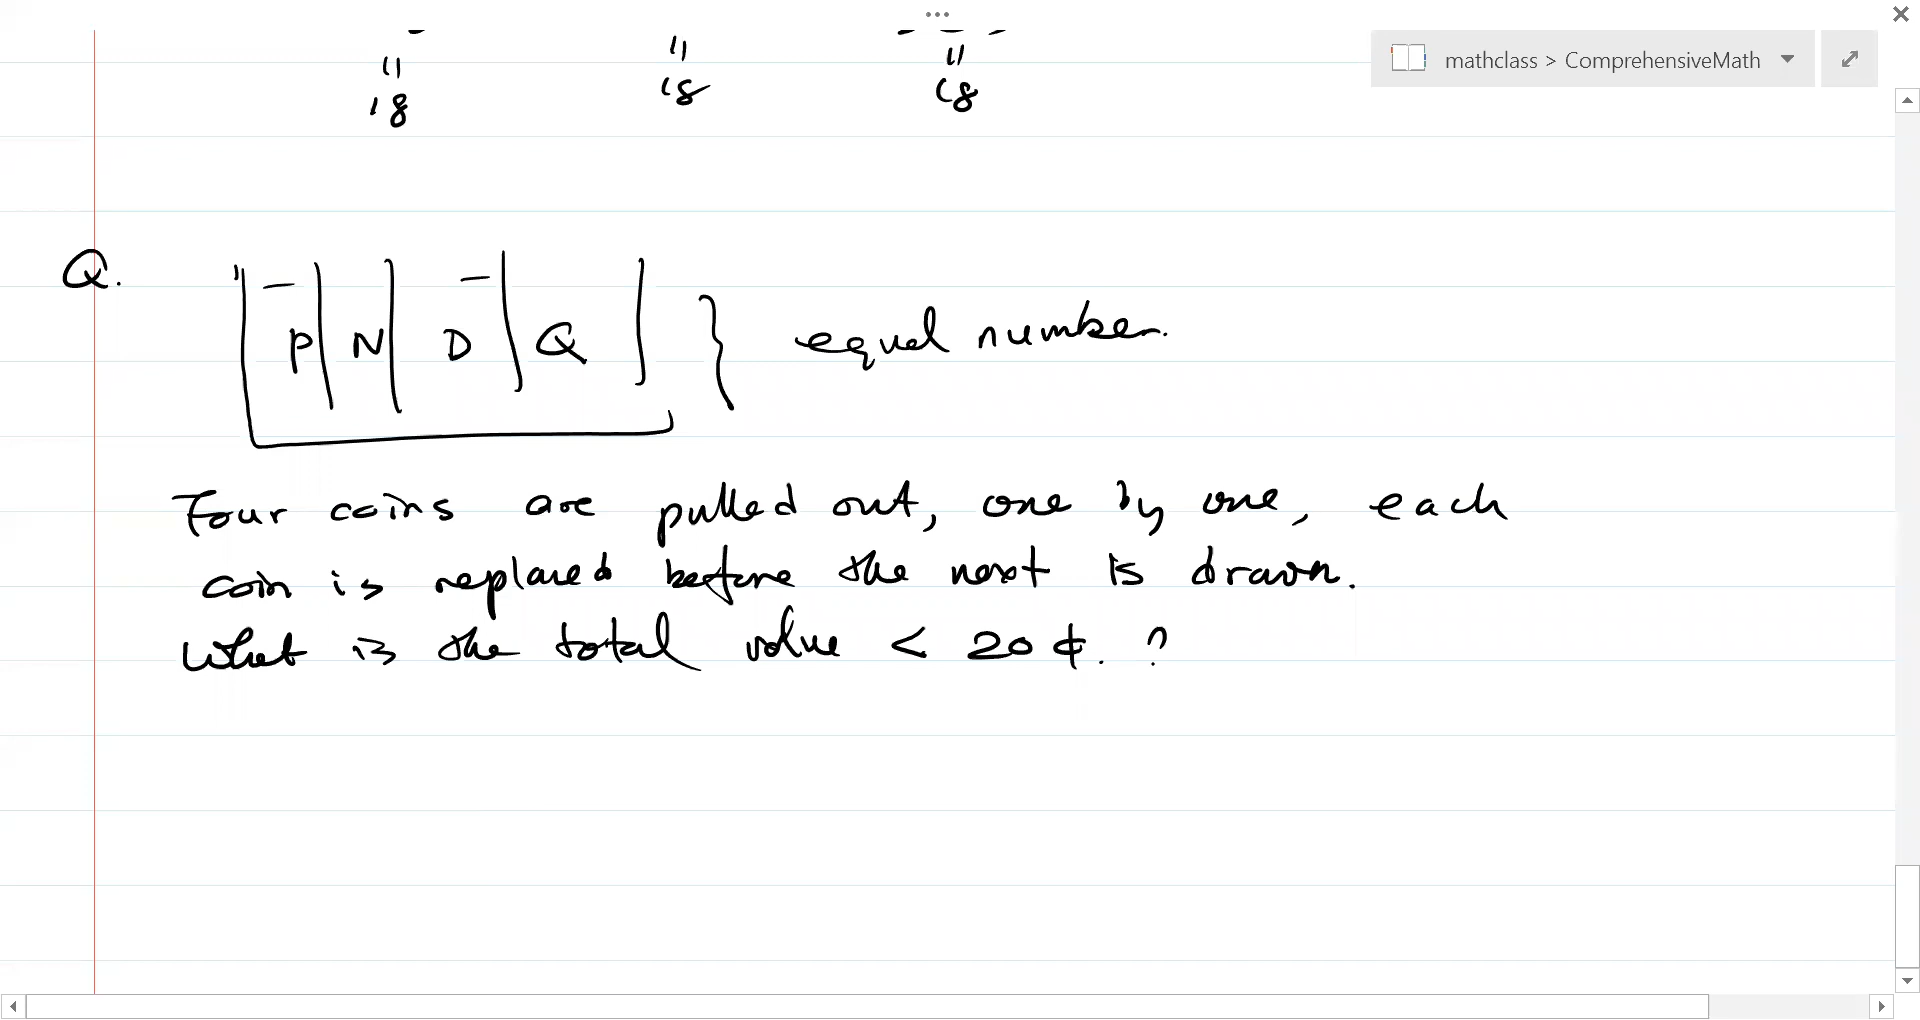 mathclass > ComprehensiveMath
" " "
18 18 18
Q. P N D Q } equal number.
Four coins are pulled out, one by one, each
coin is replaced before the next is drawn.
What is the total value < 20 ¢. ?